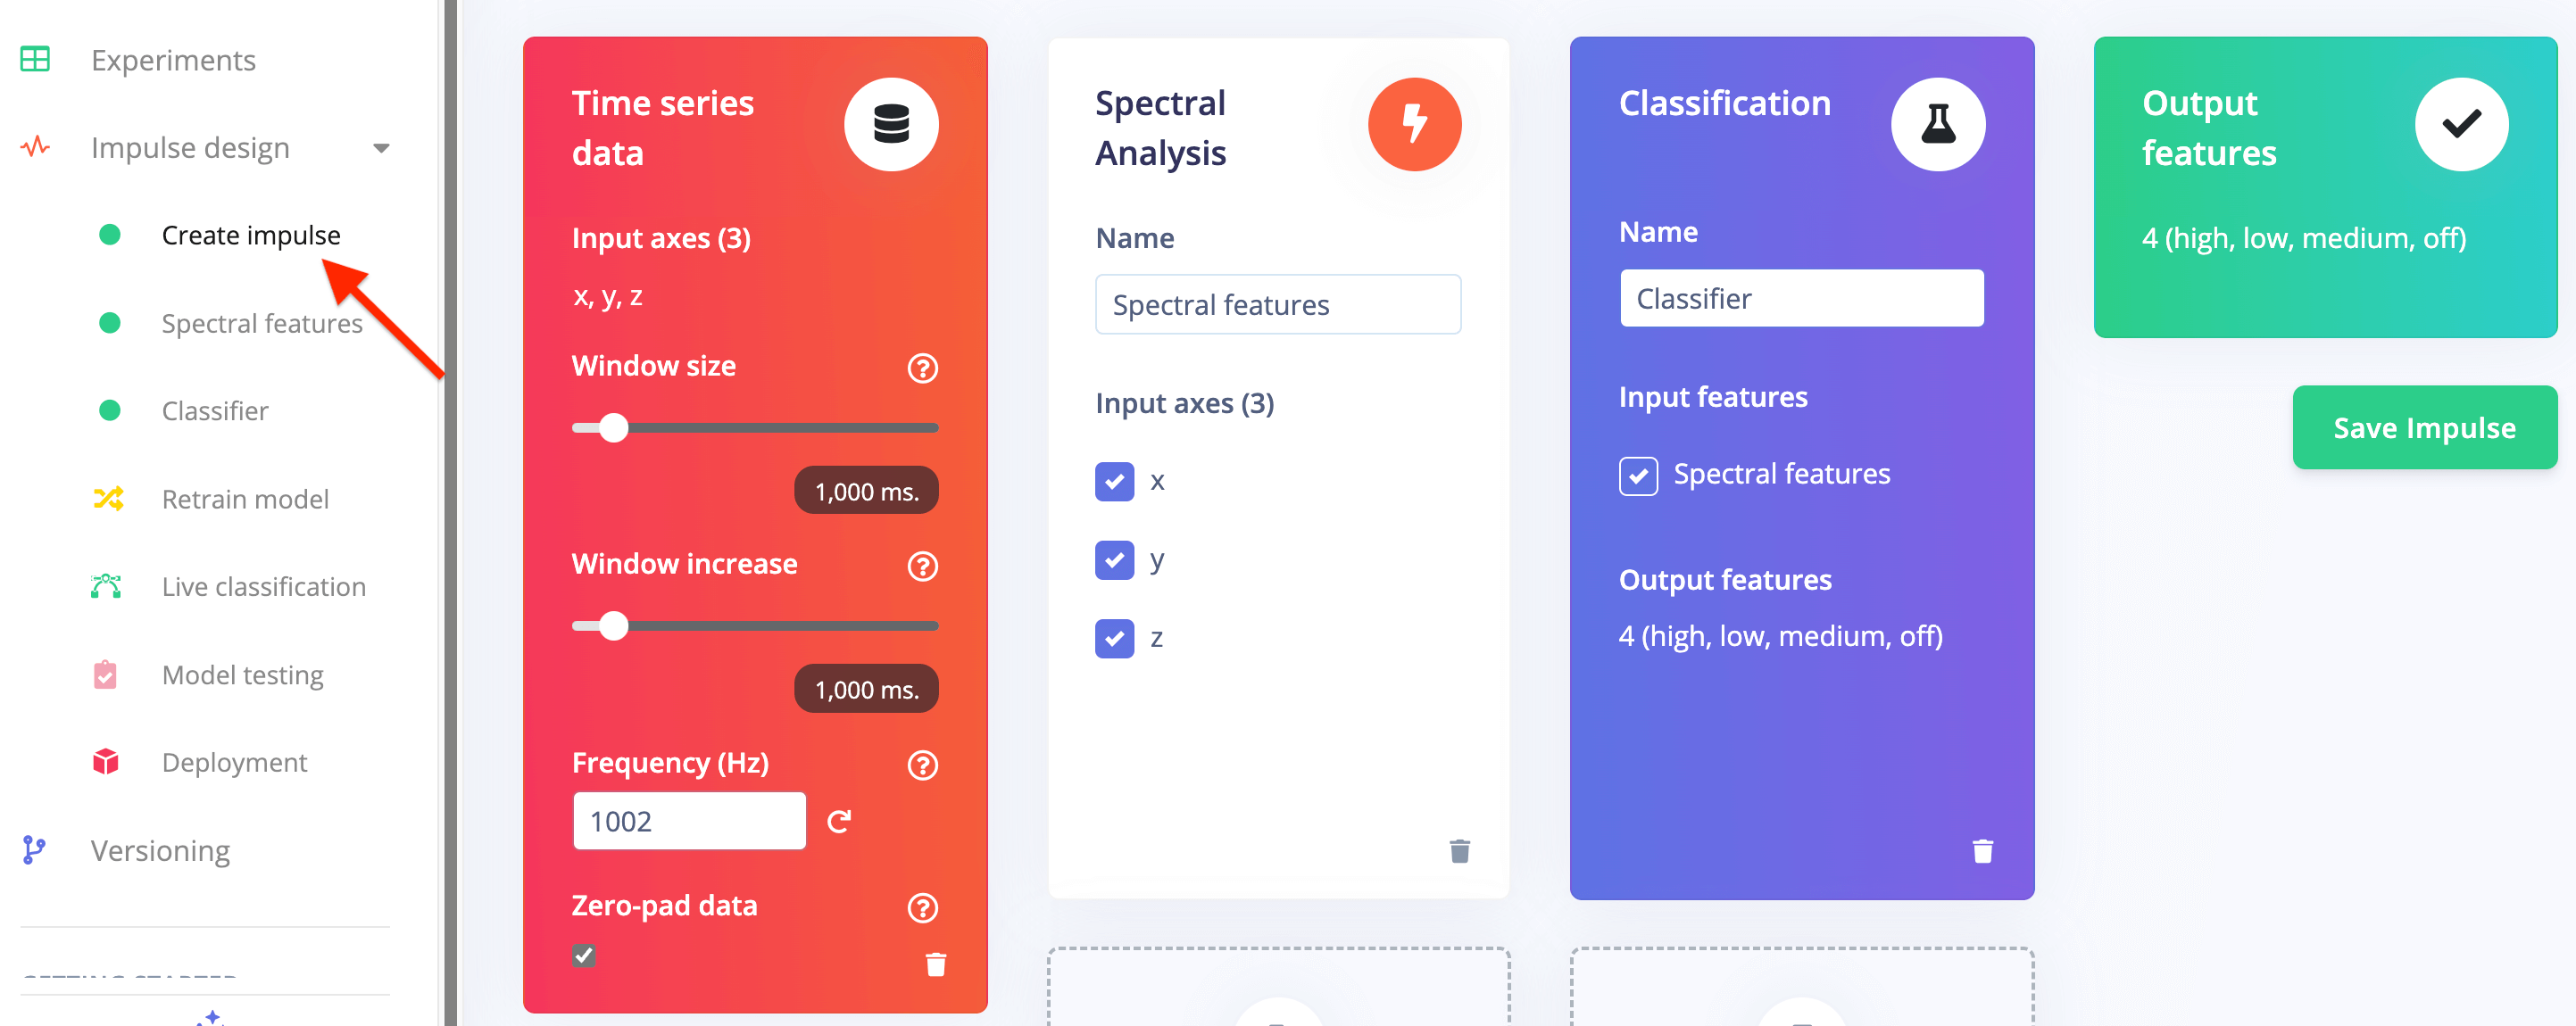 Experiments
Impulse design
Create impulse
Spectral features
Classifier
Retrain model
Live classification
Model testing
Deployment
Versioning
Time series
data
Input axes (3)
x, y, z
Window size
1,000 ms.
Window increase
1,000 ms.
Frequency (Hz)
1002
Zero-pad data
Spectral
Analysis
Name
Spectral features
Input axes (3)
x
y
z
Classification
Name
Classifier
Input features
Spectral features
Output features
4 (high, low, medium, off)
Output
features
4 (high, low, medium, off)
Save Impulse